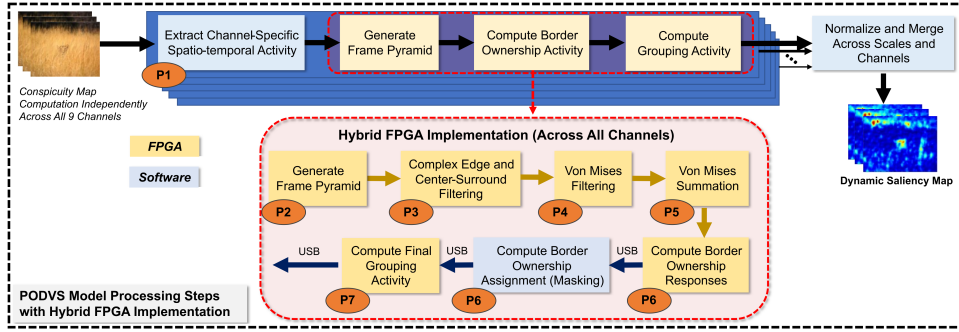 Extract Channel-Specific
Spatio-temporal Activity
P1
Generate
Frame Pyramid
Compute Border
Ownership Activity
Compute
Grouping Activity
Normalize and Merge
Across Scales and
Channels
Conspicuity Map
Computation Independently
Across All 9 Channels
FPGA
Software
Dynamic Saliency Map
Hybrid FPGA Implementation (Across All Channels)
Generate
Frame Pyramid
P2
Complex Edge and
Center-Surround
Filtering
P3
Von Mises
Filtering
P4
Von Mises
Summation
P5
USB
Compute Final
Grouping
Activity
P7
USB
Compute Border
Ownership
Assignment (Masking)
P6
USB
Compute Border
Ownership
Responses
P6
PODVS Model Processing Steps
with Hybrid FPGA Implementation